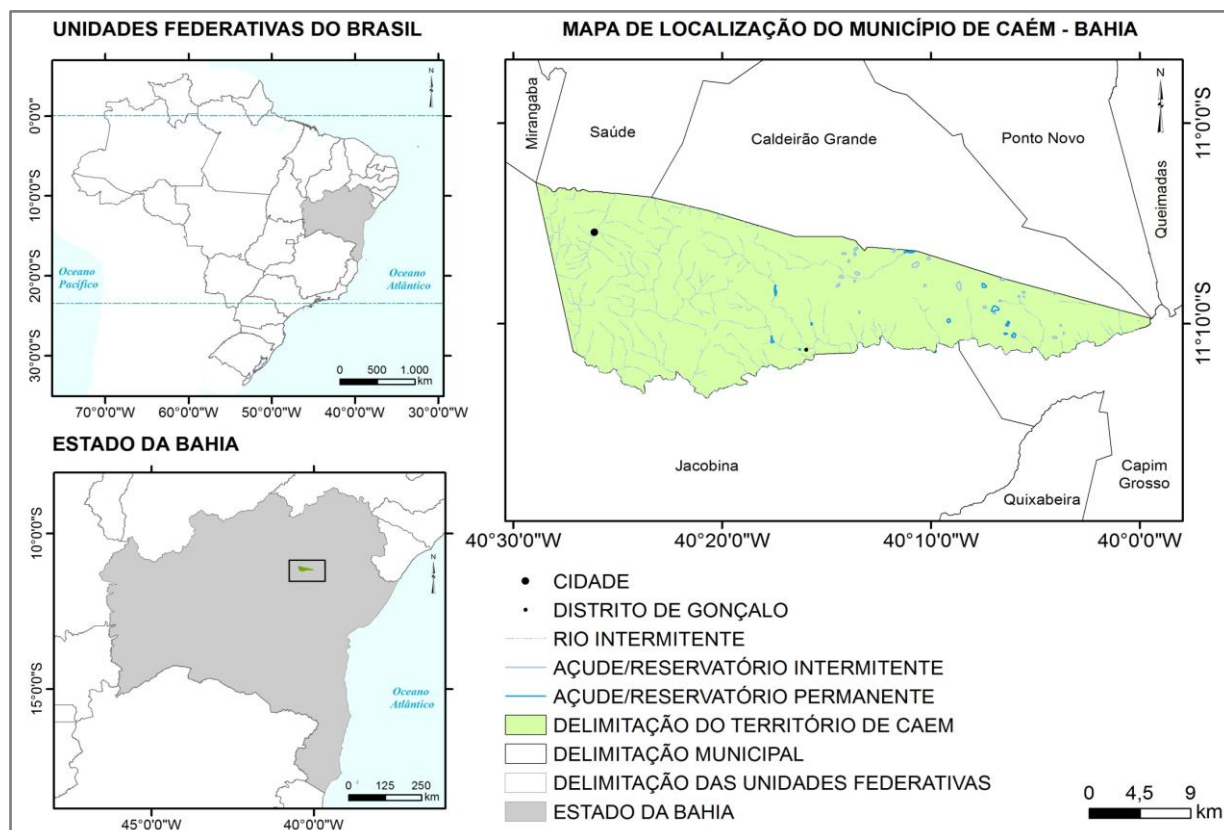 UNIDADES FEDERATIVAS DO BRASIL
N
0°0'0"
10°0'0"S
20°0'0"S
30°0'0"S
Oceano
Pacífico
Oceano
Atlântico
0 500 1.000
km
70°0'0"W 60°0'0"W 50°0'0"W 40°0'0"W 30°0'0"W
ESTADO DA BAHIA
N
10°0'0"S
15°0'0"S
Oceano
Atlântico
0 125 250
km
45°0'0"W 40°0'0"W
MAPA DE LOCALIZAÇÃO DO MUNICÍPIO DE CAÉM - BAHIA
N
Mirangaba
Saúde
Caldeirão Grande
Ponto Novo
Queimadas
11°0'0"S
11°10'0"S
Jacobina
Quixabeira
Capim
Grosso
40°30'0"W 40°20'0"W 40°10'0"W 40°0'0"W
CIDADE
DISTRITO DE GONÇALO
RIO INTERMITENTE
AÇUDE/RESERVATÓRIO INTERMITENTE
AÇUDE/RESERVATÓRIO PERMANENTE
DELIMITAÇÃO DO TERRITÓRIO DE CAEM
DELIMITAÇÃO MUNICIPAL
DELIMITAÇÃO DAS UNIDADES FEDERATIVAS
ESTADO DA BAHIA
0 4,5 9
km